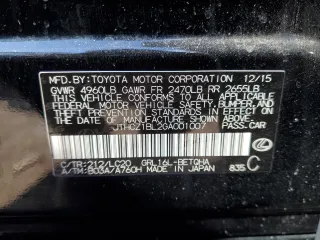 MFD. BY: TOYOTA MOTOR CORPORATION 12/15
GVWR 4960LB GAWR FR 2470LB RR 2655LB
THIS VEHICLE CONFORMS TO ALL APPLICABLE
FEDERAL MOTOR VEHICLE SAFETY, BUMPER, AND
THEFT PREVENTION STANDARDS IN EFFECT ON
THE DATE OF MANUFACTURE SHOWN ABOVE.
JTHCZ1BL2GA001007
PASS. CAR
C/TR:212/LC20 GRL16L-BETQHA
A/TM:B03A/A760H MADE IN JAPAN 835 C